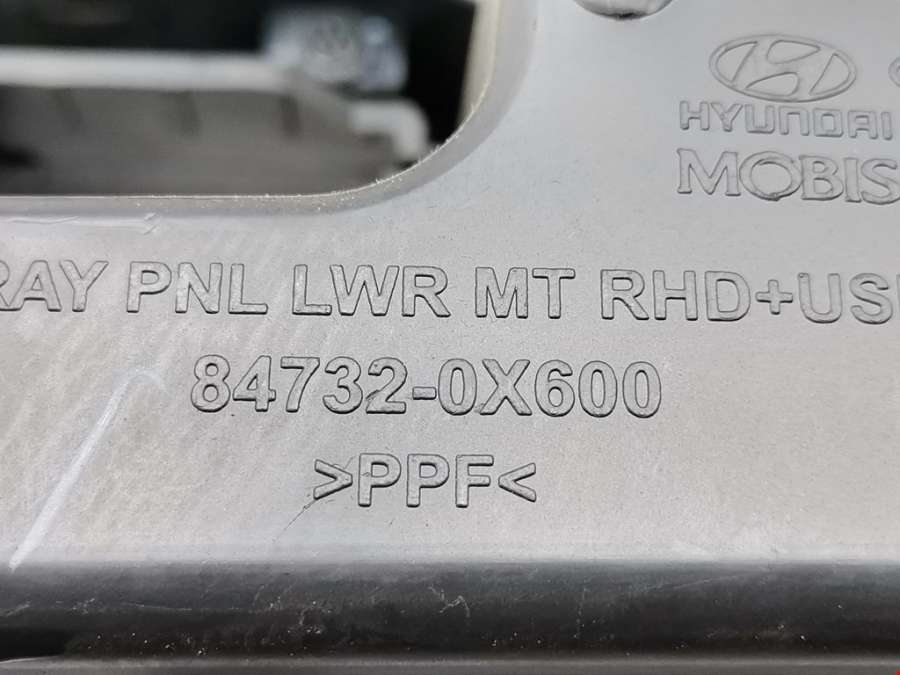 HYUNDAI
MOBIS
RAY PNL LWR MT RHD+US
84732-0X600
>PPF<